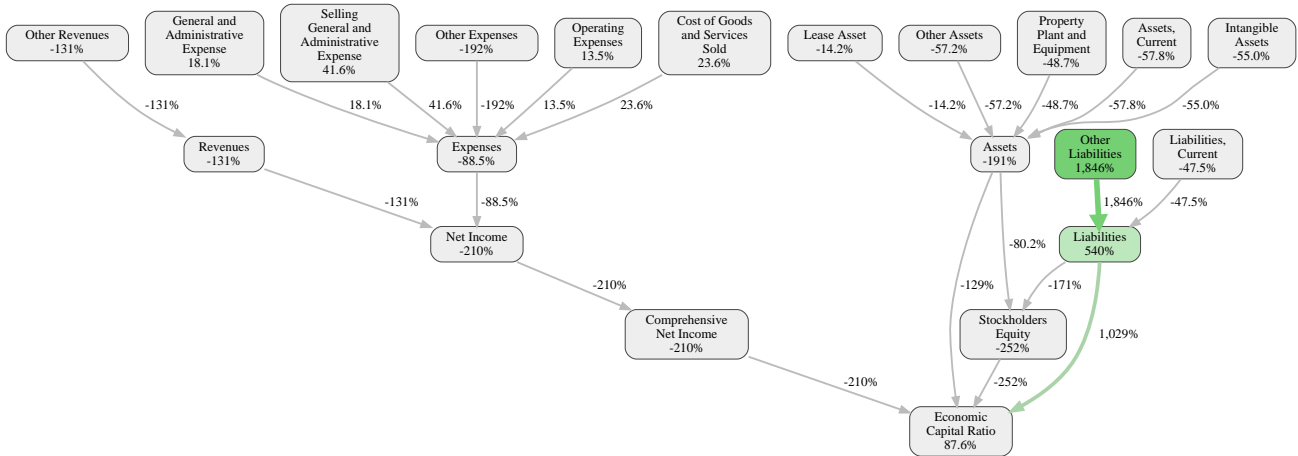 Other Revenues
-131%
General and
Administrative
Expense
18.1%
Selling
General and
Administrative
Expense
41.6%
Other Expenses
-192%
Operating
Expenses
13.5%
Cost of Goods
and Services
Sold
23.6%
Lease Asset
-14.2%
Other Assets
-57.2%
Property
Plant and
Equipment
-48.7%
Assets,
Current
-57.8%
Intangible
Assets
-55.0%
-131%
18.1%
41.6%
-192%
13.5%
23.6%
-14.2%
-57.2%
-48.7%
-57.8%
-55.0%
Revenues
-131%
Expenses
-88.5%
Assets
-191%
Other
Liabilities
1,846%
Liabilities,
Current
-47.5%
-131%
-88.5%
1,846%
-47.5%
Net Income
-210%
-80.2%
Liabilities
540%
-210%
-129%
-171%
Comprehensive
Net Income
-210%
Stockholders
Equity
-252%
1,029%
-210%
-252%
Economic
Capital Ratio
87.6%